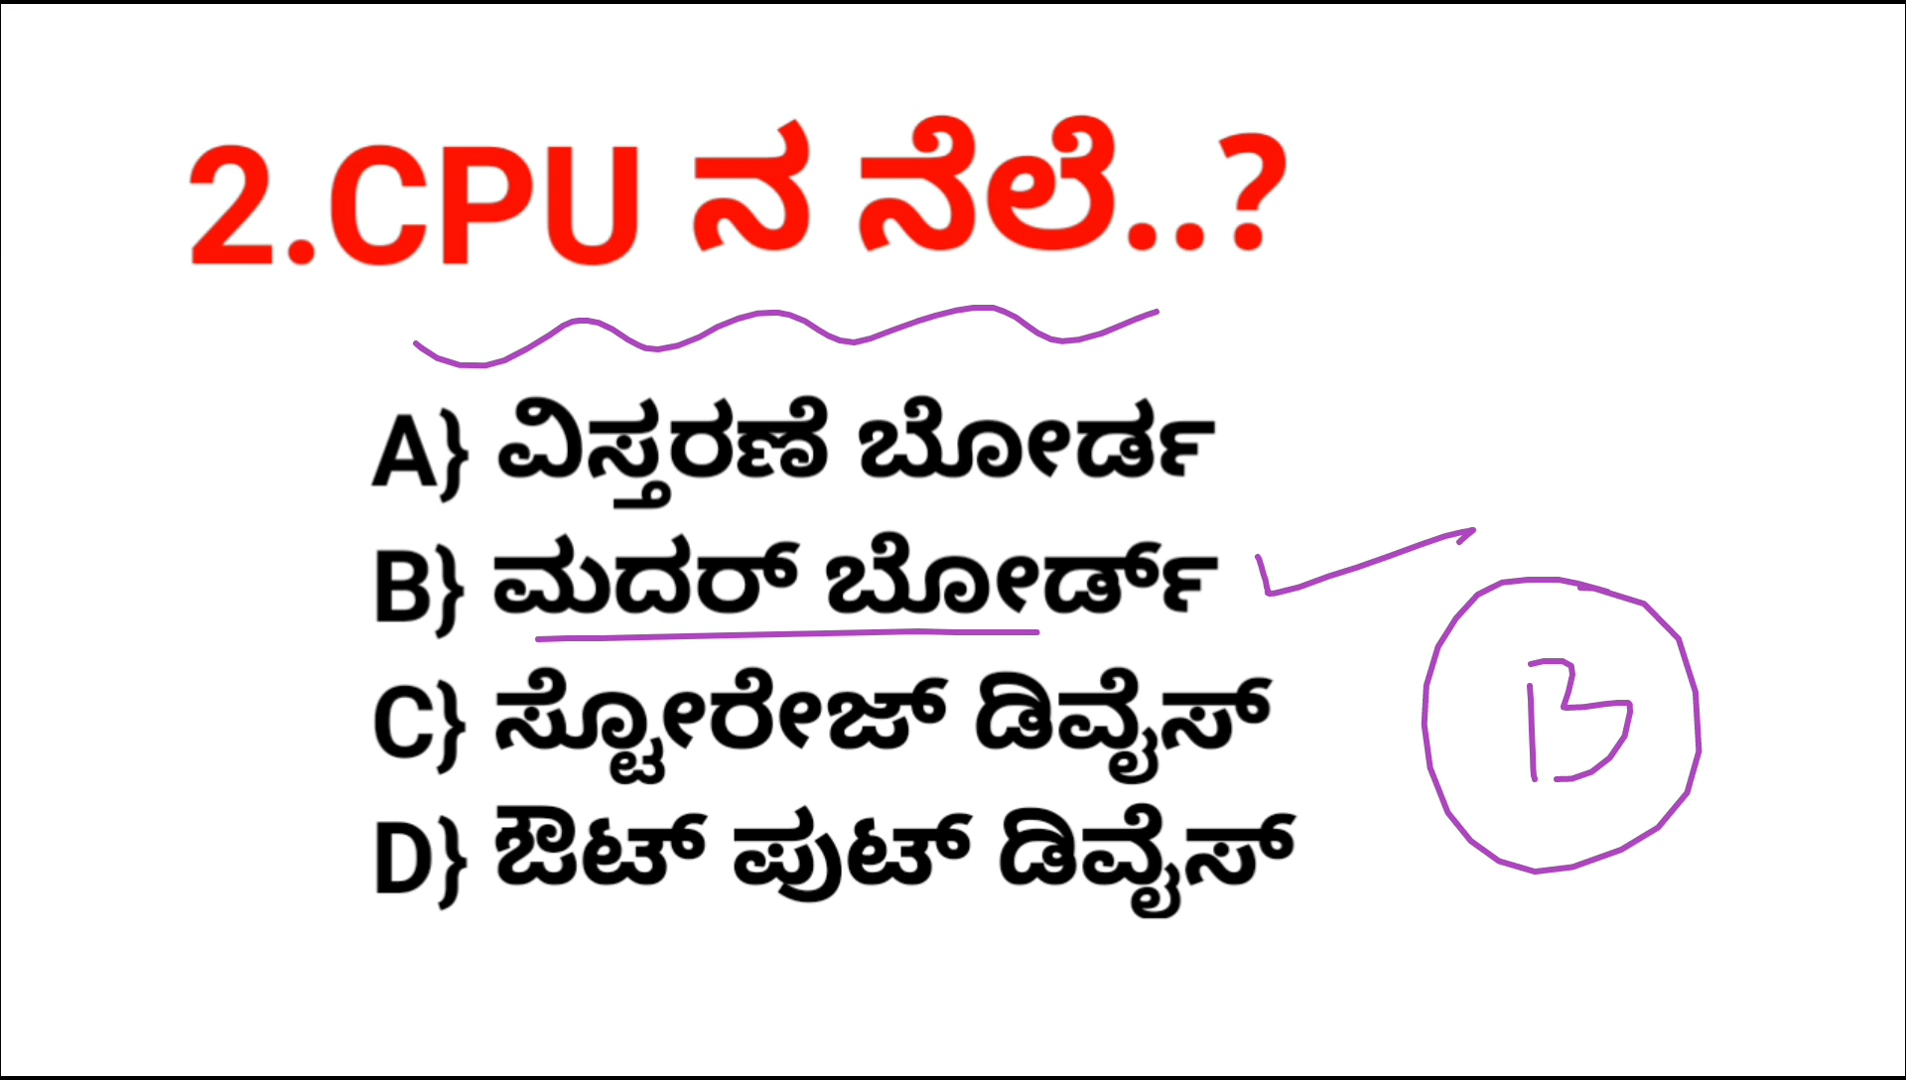 2.CPU ನ ನೆಲೆ..?
A} ವಿಸ್ತರಣೆ ಬೋರ್ಡ
B} ಮದರ್ ಬೋರ್ಡ್
C} ಸ್ಟೋರೇಜ್ ಡಿವೈಸ್
B
D} ಔಟ್ ಪುಟ್ ಡಿವೈಸ್